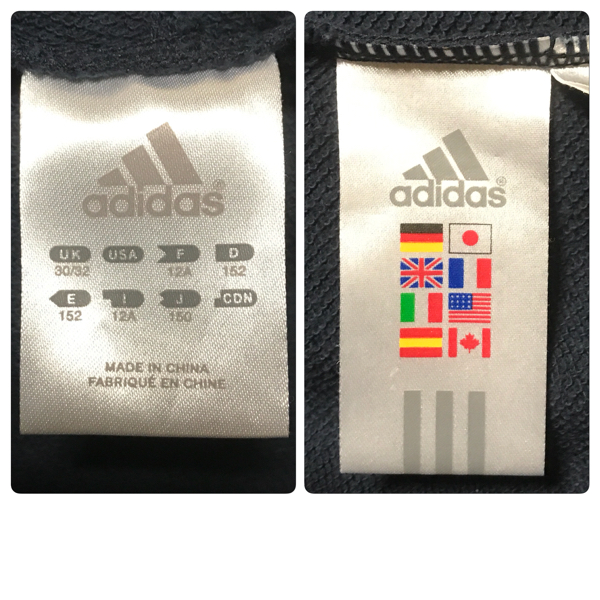 adidas®
UK USA F D
30/32 12A 152
E I J CDN
152 12A 150
MADE IN CHINA
FABRIQUÉ EN CHINE
adidas®